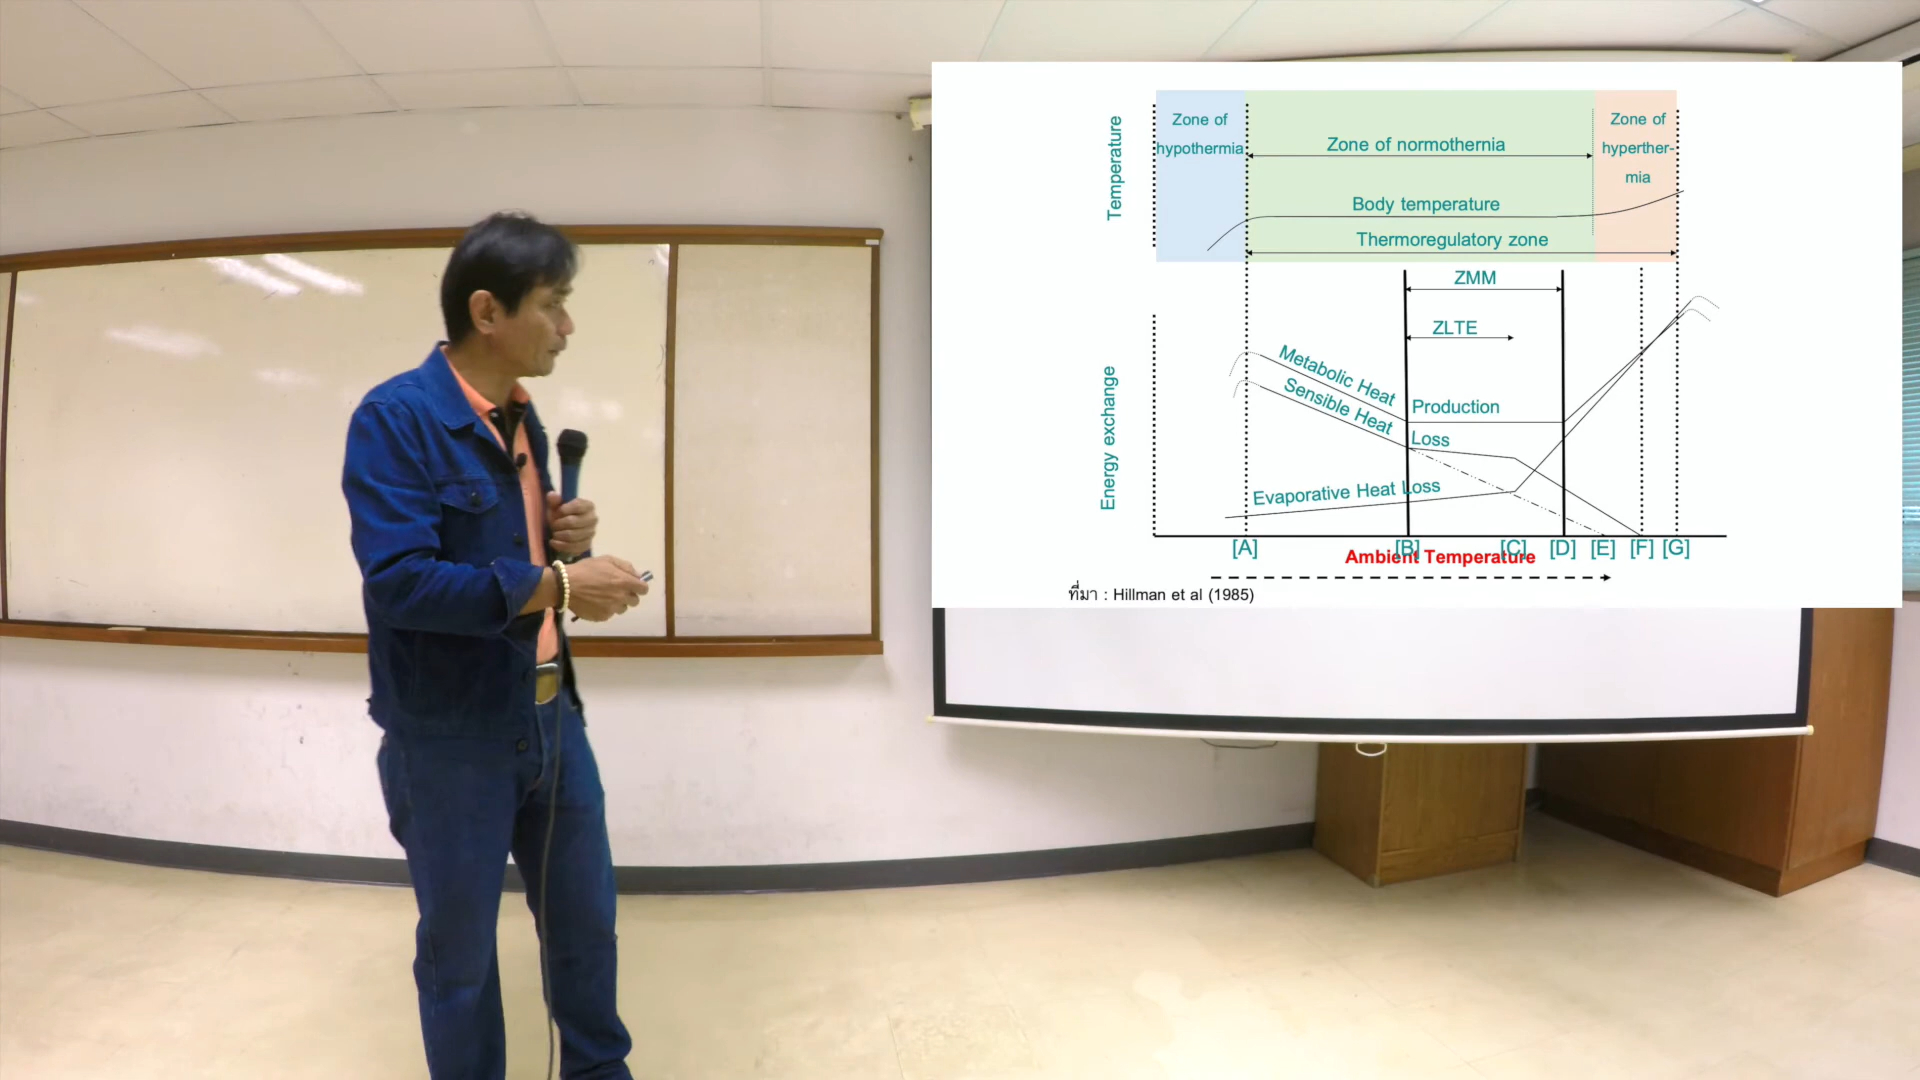 Zone of
hypothermia
Zone of normothernia
Zone of
hyperther-
mia
Temperature
Body temperature
Thermoregulatory zone
ZMM
ZLTE
Energy exchange
Metabolic Heat Production
Sensible Heat Loss
Evaporative Heat Loss
[A] [B] [C] [D] [E] [F] [G]
Ambient Temperature
ที่มา : Hillman et al (1985)